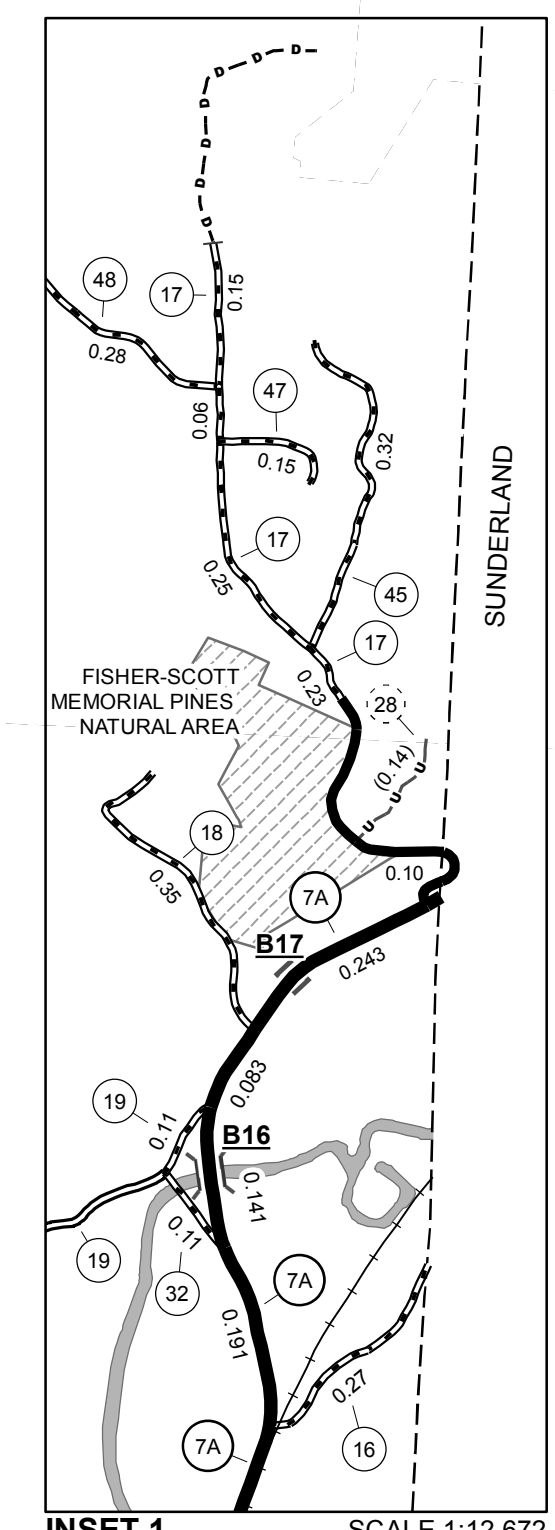 D
D
D
D
D
D
D
48
17
0.15
0.28
47
0.06
0.15
0.32
SUNDERLAND
17
0.25
45
17
FISHER-SCOTT
MEMORIAL PINES
NATURAL AREA
0.23
28
(0.14)
U
U
U
18
0.35
0.10
7A
B17
0.243
0.083
19
0.11
B16
0.141
0.11
19
32
7A
0.191
0.27
7A
16
INSET 1
SCALE 1:12,672